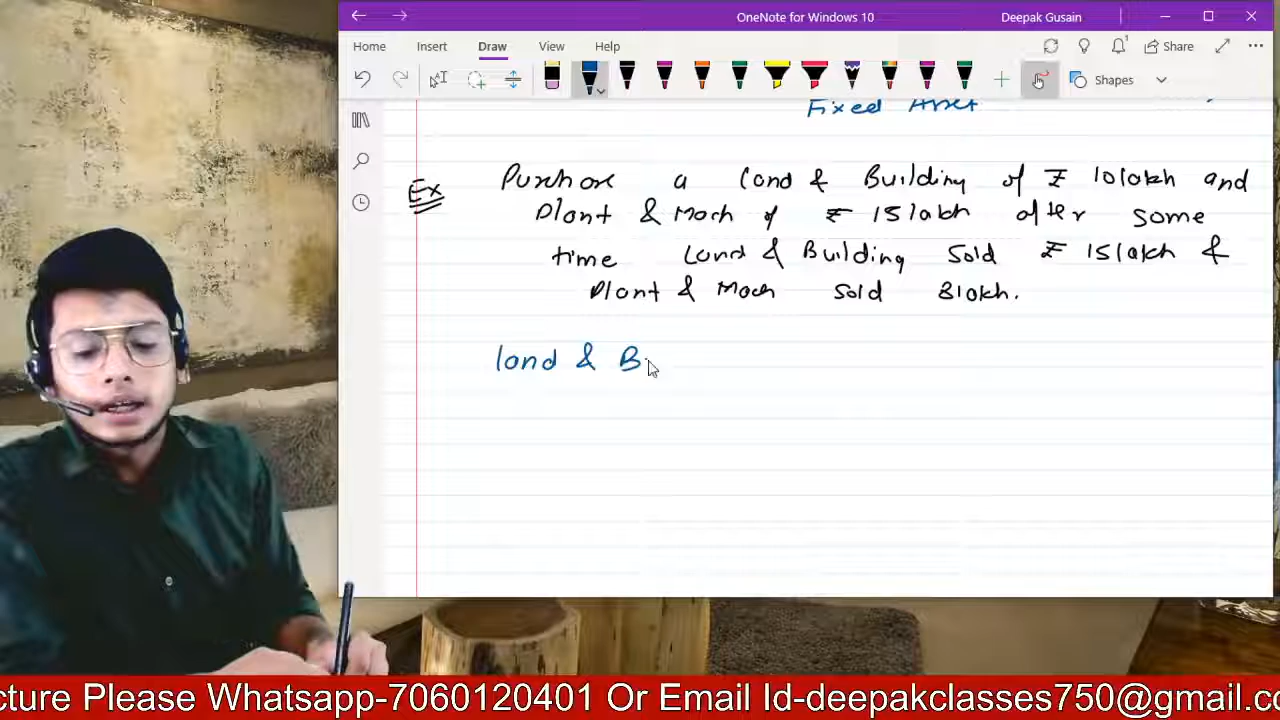 OneNote for Windows 10
Deepak Gusain
Home Insert Draw View Help
Share
Shapes
Fixed Asset
Ex Purchase a land & Building of ₹ 10 lakh and
Plant & Mach of ₹ 15 lakh after some
time Land & Building Sold ₹ 15 lakh &
Plant & Mach Sold 8 lakh.
land & B
cture Please Whatsapp-7060120401 Or Email Id-deepakclasses750@gmail.c